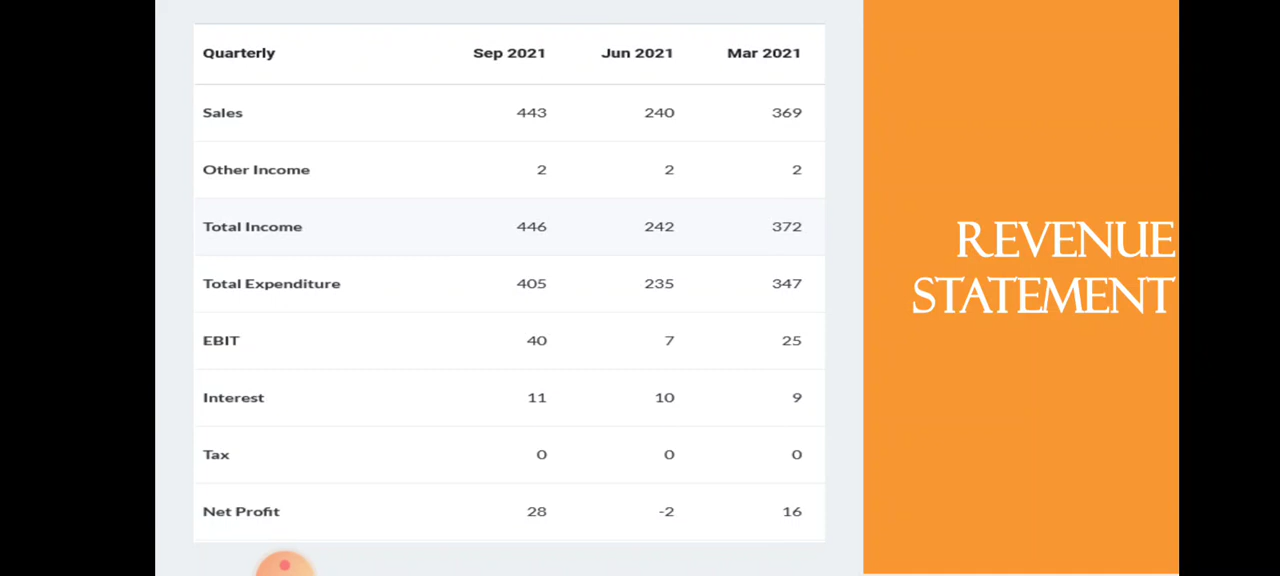 Quarterly Sep 2021 Jun 2021 Mar 2021
Sales 443 240 369
Other Income 2 2 2
Total Income 446 242 372
Total Expenditure 405 235 347
EBIT 40 7 25
Interest 11 10 9
Tax 0 0 0
Net Profit 28 -2 16
REVENUE
STATEMENT